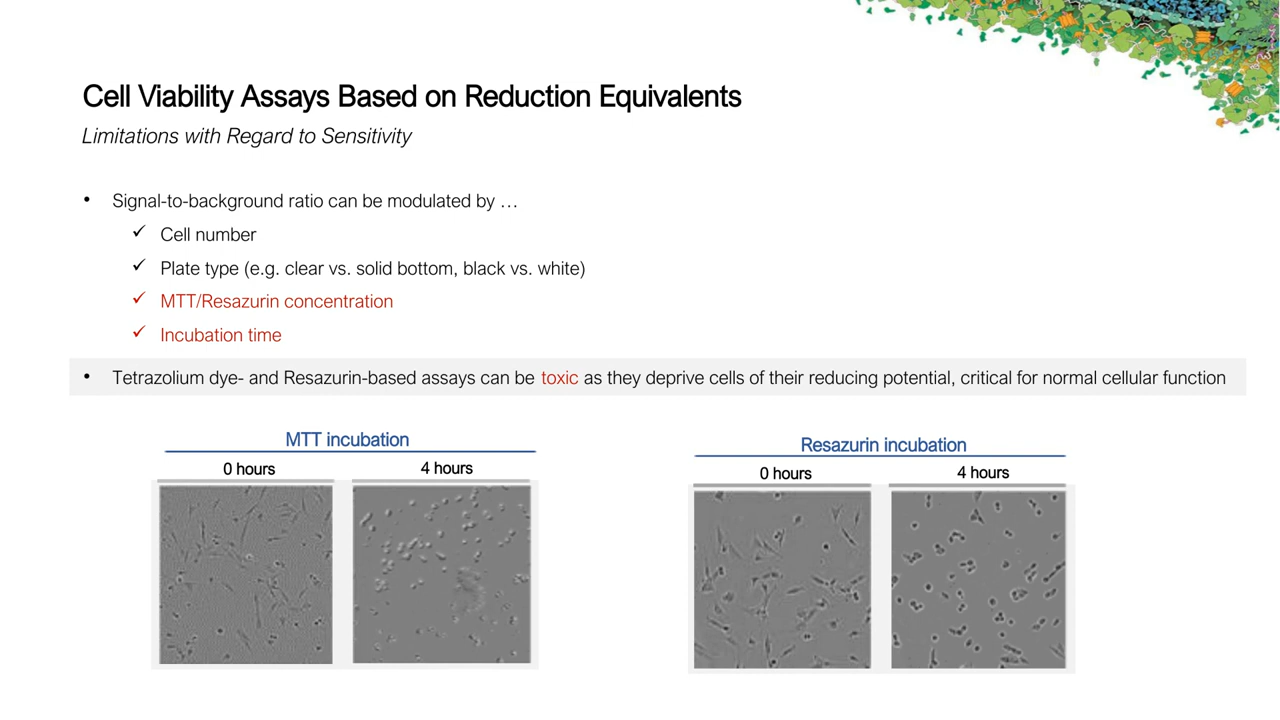 Cell Viability Assays Based on Reduction Equivalents
Limitations with Regard to Sensitivity
• Signal-to-background ratio can be modulated by …
✓ Cell number
✓ Plate type (e.g. clear vs. solid bottom, black vs. white)
✓ MTT/Resazurin concentration
✓ Incubation time
• Tetrazolium dye- and Resazurin-based assays can be toxic as they deprive cells of their reducing potential, critical for normal cellular function
MTT incubation
0 hours 4 hours
Resazurin incubation
0 hours 4 hours